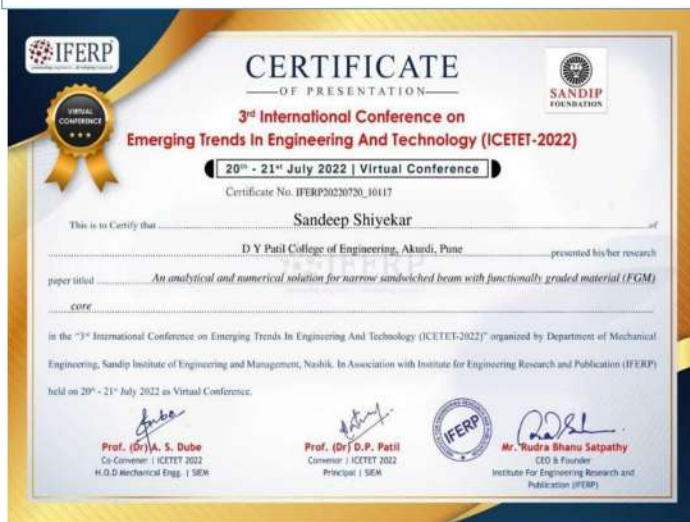 IFERP
CERTIFICATE
OF PRESENTATION
SANDIP
FOUNDATION
VIRTUAL
CONFERENCE
3rd International Conference on
Emerging Trends In Engineering And Technology (ICETET-2022)
20th - 21st July 2022 | Virtual Conference
Certificate No. IFERP20220720_10117
This is to Certify that Sandeep Shiyekar of
D Y Patil College of Engineering, Akurdi, Pune presented his/her research
paper titled An analytical and numerical solution for narrow sandwiched beam with functionally graded material (FGM)
core
in the "3rd International Conference on Emerging Trends In Engineering And Technology (ICETET-2022)" organized by Department of Mechanical
Engineering, Sandip Institute of Engineering and Management, Nashik. In Association with Institute for Engineering Research and Publication (IFERP)
held on 20th - 21st July 2022 as Virtual Conference.
IFERP
Prof. (Dr) A. S. Dube
Co-Convener | ICETET 2022
H.O.D Mechanical Engg. | SIEM
Prof. (Dr) D.P. Patil
Convenor | ICETET 2022
Principal | SIEM
Mr. Rudra Bhanu Satpathy
CEO & Founder
Institute For Engineering Research and
Publication (IFERP)